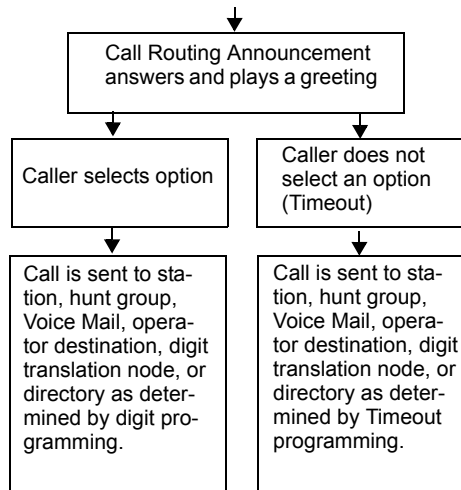 Call Routing Announcement
answers and plays a greeting
Caller selects option
Caller does not
select an option
(Timeout)
Call is sent to sta-
tion, hunt group,
Voice Mail, opera-
tor destination, digit
translation node, or
directory as deter-
mined by digit pro-
gramming.
Call is sent to sta-
tion, hunt group,
Voice Mail, opera-
tor destination, digit
translation node, or
directory as deter-
mined by Timeout
programming.